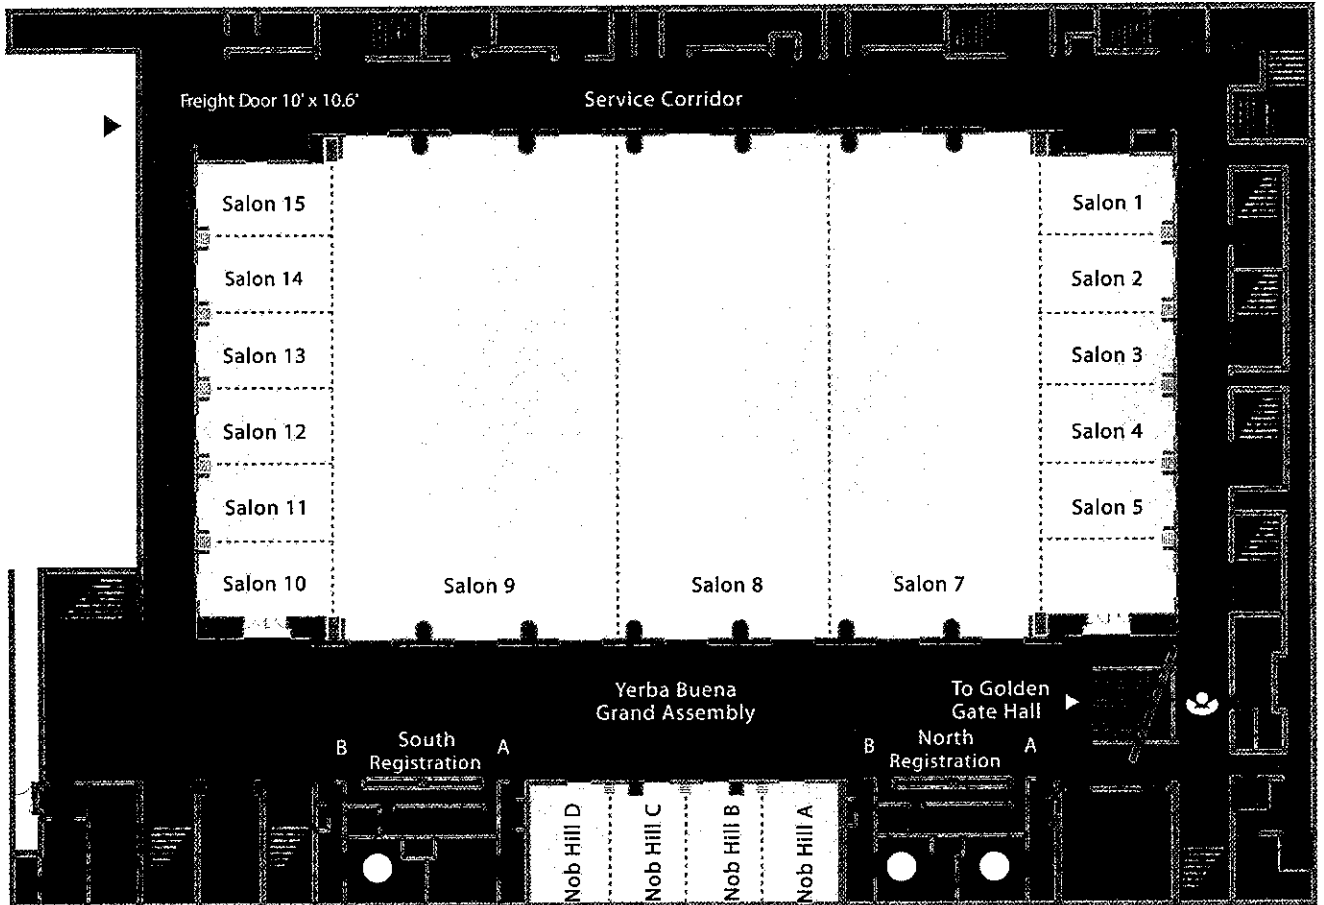 Freight Door 10' x 10.6'
Service Corridor
Salon 15
Salon 1
Salon 14
Salon 2
Salon 13
Salon 3
Salon 12
Salon 4
Salon 11
Salon 5
Salon 10
Salon 9
Salon 8
Salon 7
Yerba Buena
Grand Assembly
To Golden
Gate Hall
B
South
Registration
A
B
North
Registration
A
Nob Hill D
Nob Hill C
Nob Hill B
Nob Hill A